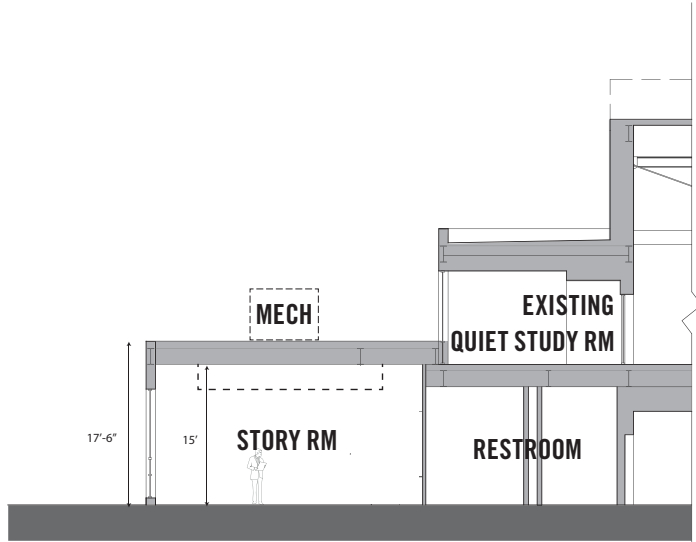 EXISTING
QUIET STUDY RM
MECH
17'-6"
15'
STORY RM
RESTROOM